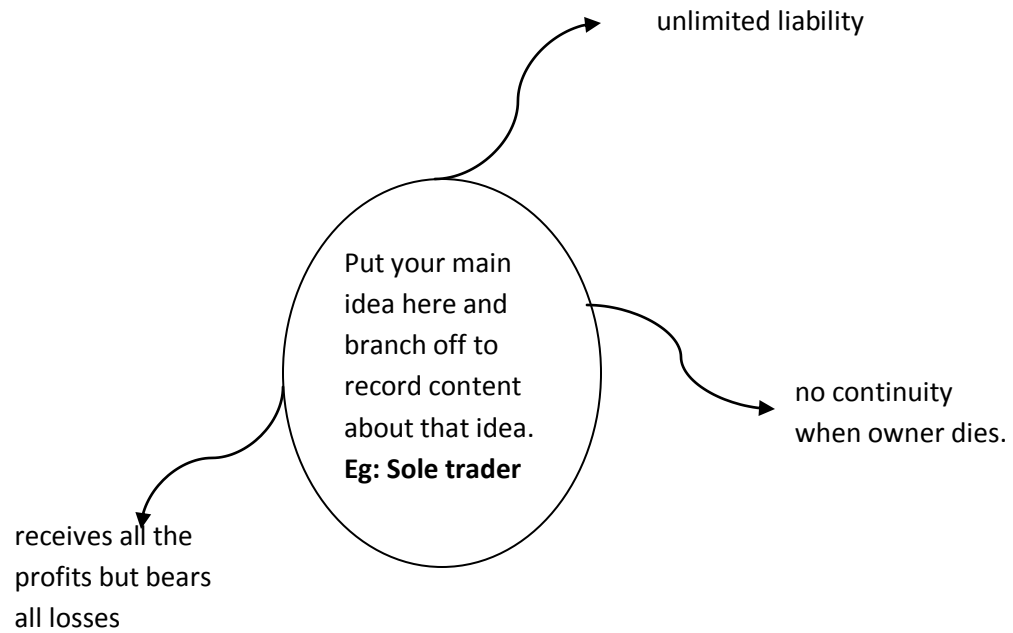 unlimited liability
Put your main
idea here and
branch off to
record content
about that idea.
Eg: Sole trader
no continuity
when owner dies.
receives all the
profits but bears
all losses